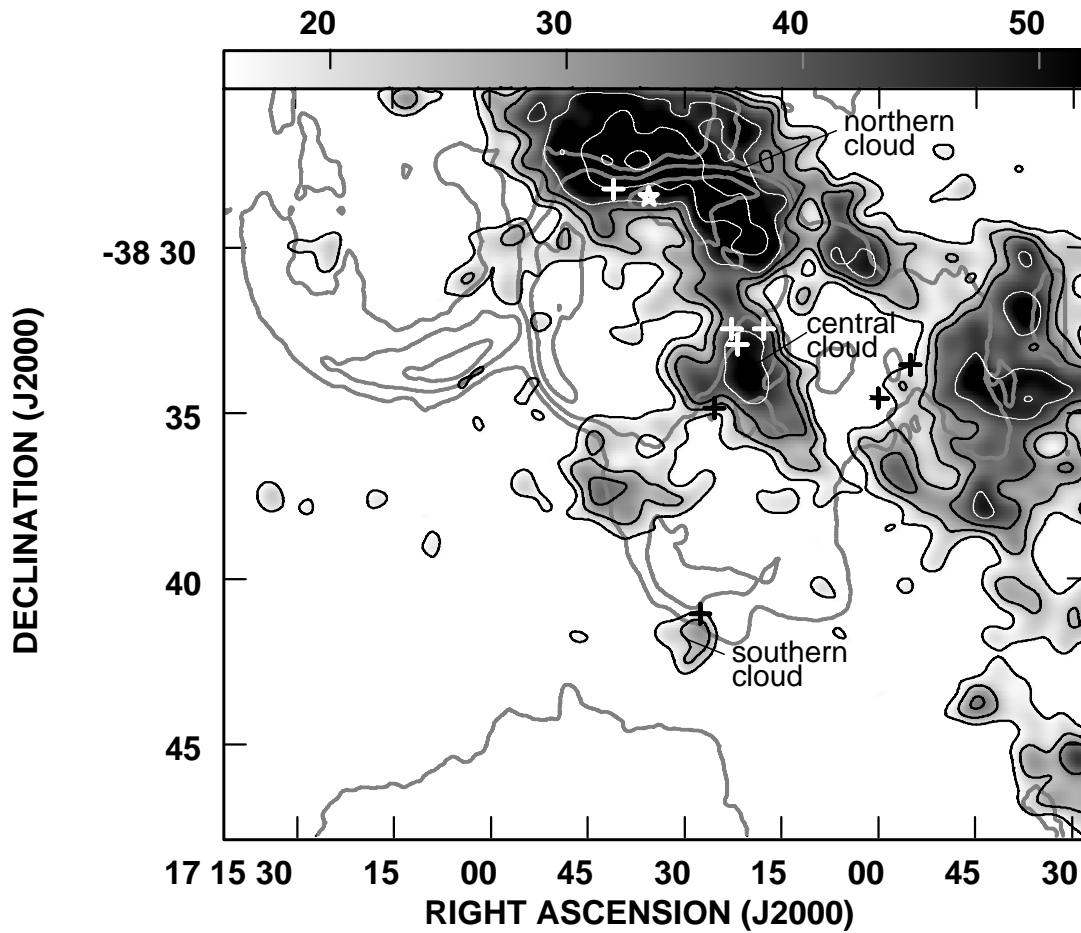 20 30 40 50
northern
cloud
-38 30
central
cloud
35
40
southern
cloud
45
17 15 30 15 00 45 30 15 00 45 30
RIGHT ASCENSION (J2000)
DECLINATION (J2000)